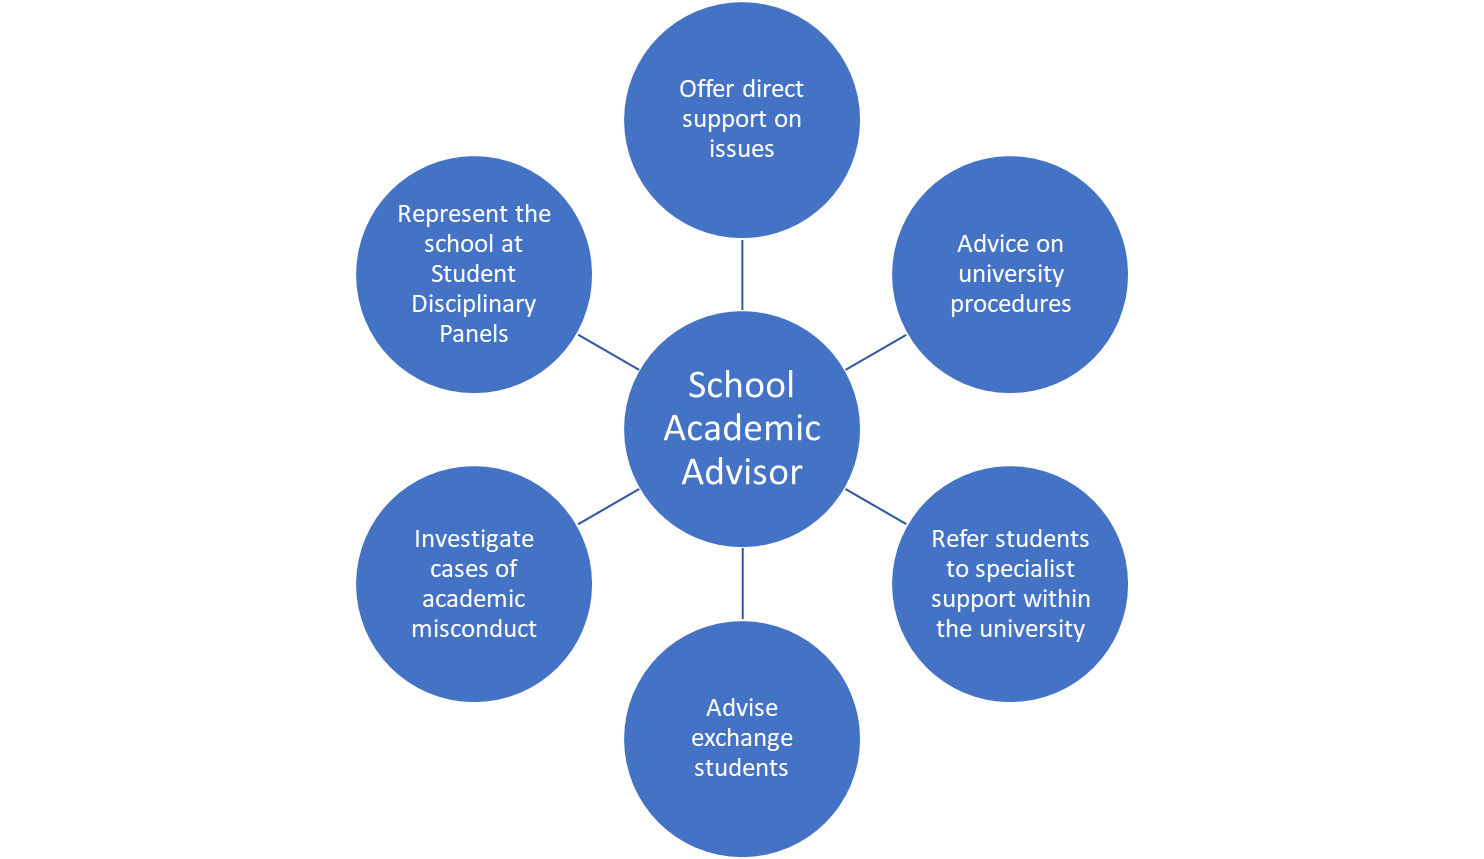 Offer direct
support on
issues
Represent the
school at
Student
Disciplinary
Panels
Advice on
university
procedures
School
Academic
Advisor
Investigate
cases of
academic
misconduct
Refer students
to specialist
support within
the university
Advise
exchange
students